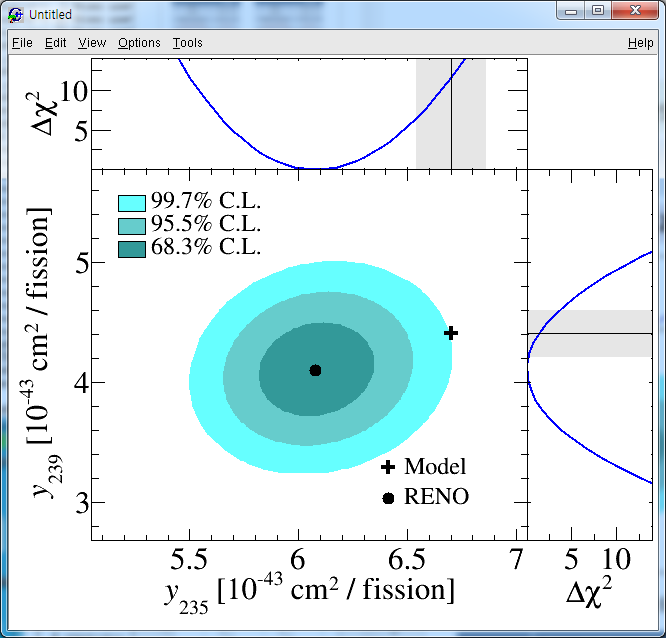 Untitled
File Edit View Options Tools Help
Δχ²
10
5
99.7% C.L.
95.5% C.L.
68.3% C.L.
y₂₃₉ [10⁻⁴³ cm² / fission]
5
4
3
Model
RENO
5.5 6 6.5 7
y₂₃₅ [10⁻⁴³ cm² / fission]
5 10
Δχ²